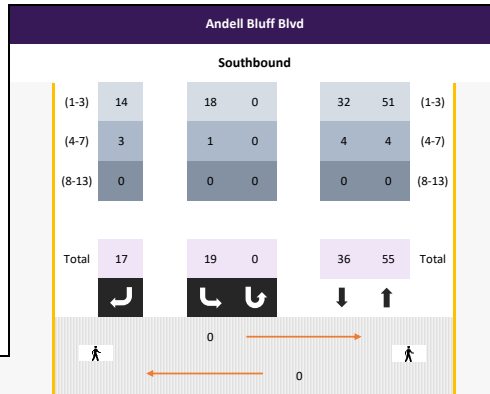 Andell Bluff Blvd
Southbound
(1-3) 14 18 0 32 51 (1-3)
(4-7) 3 1 0 4 4 (4-7)
(8-13) 0 0 0 0 0 (8-13)
Total 17 19 0 36 55 Total
0
0